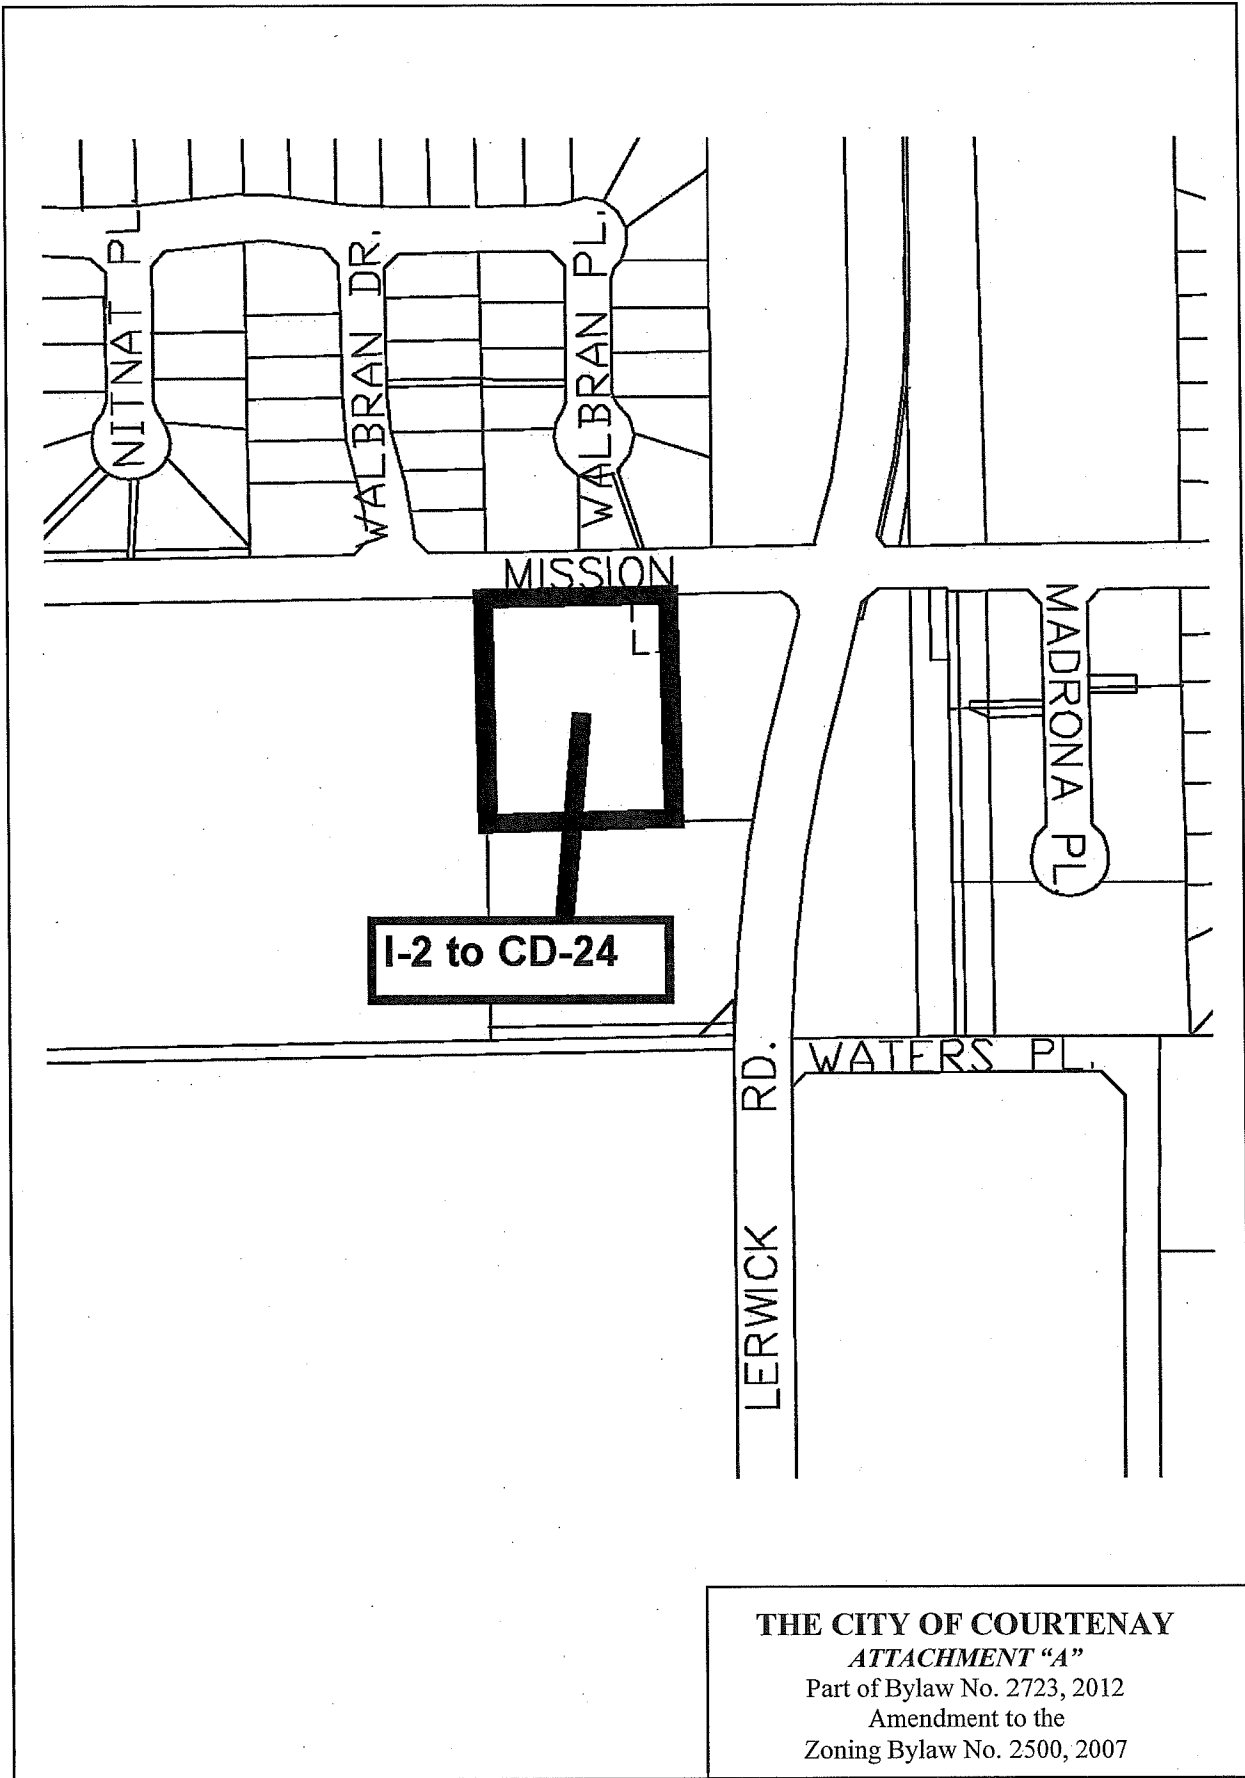 NITNAT PL.
WALBRAN DR.
WALBRAN PL.
MISSION
MADRONA PL.
I-2 to CD-24
WATERS PL.
LERWICK RD.
THE CITY OF COURTENAY
ATTACHMENT “A”
Part of Bylaw No. 2723, 2012
Amendment to the
Zoning Bylaw No. 2500, 2007